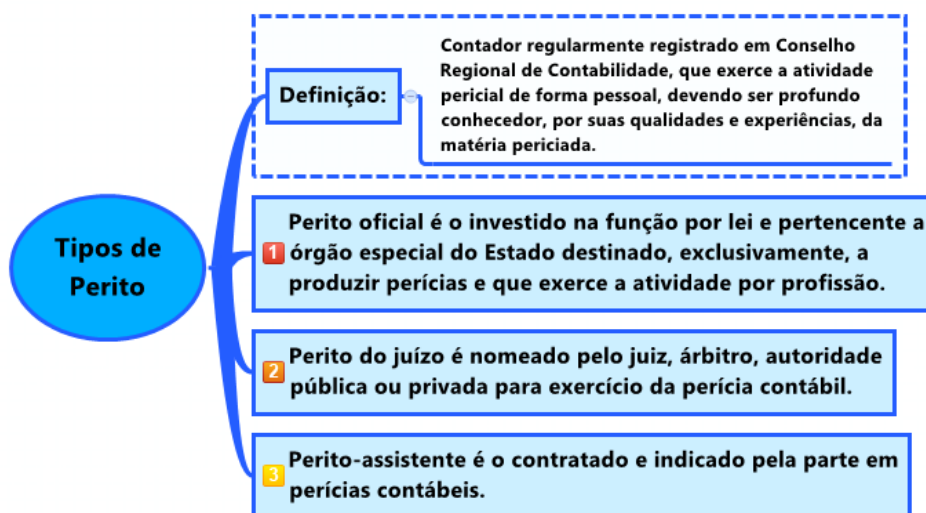 Tipos de
Perito
Definição:
Contador regularmente registrado em Conselho
Regional de Contabilidade, que exerce a atividade
pericial de forma pessoal, devendo ser profundo
conhecedor, por suas qualidades e experiências, da
matéria periciada.
1
Perito oficial é o investido na função por lei e pertencente a
órgão especial do Estado destinado, exclusivamente, a
produzir perícias e que exerce a atividade por profissão.
2
Perito do juízo é nomeado pelo juiz, árbitro, autoridade
pública ou privada para exercício da perícia contábil.
3
Perito-assistente é o contratado e indicado pela parte em
perícias contábeis.